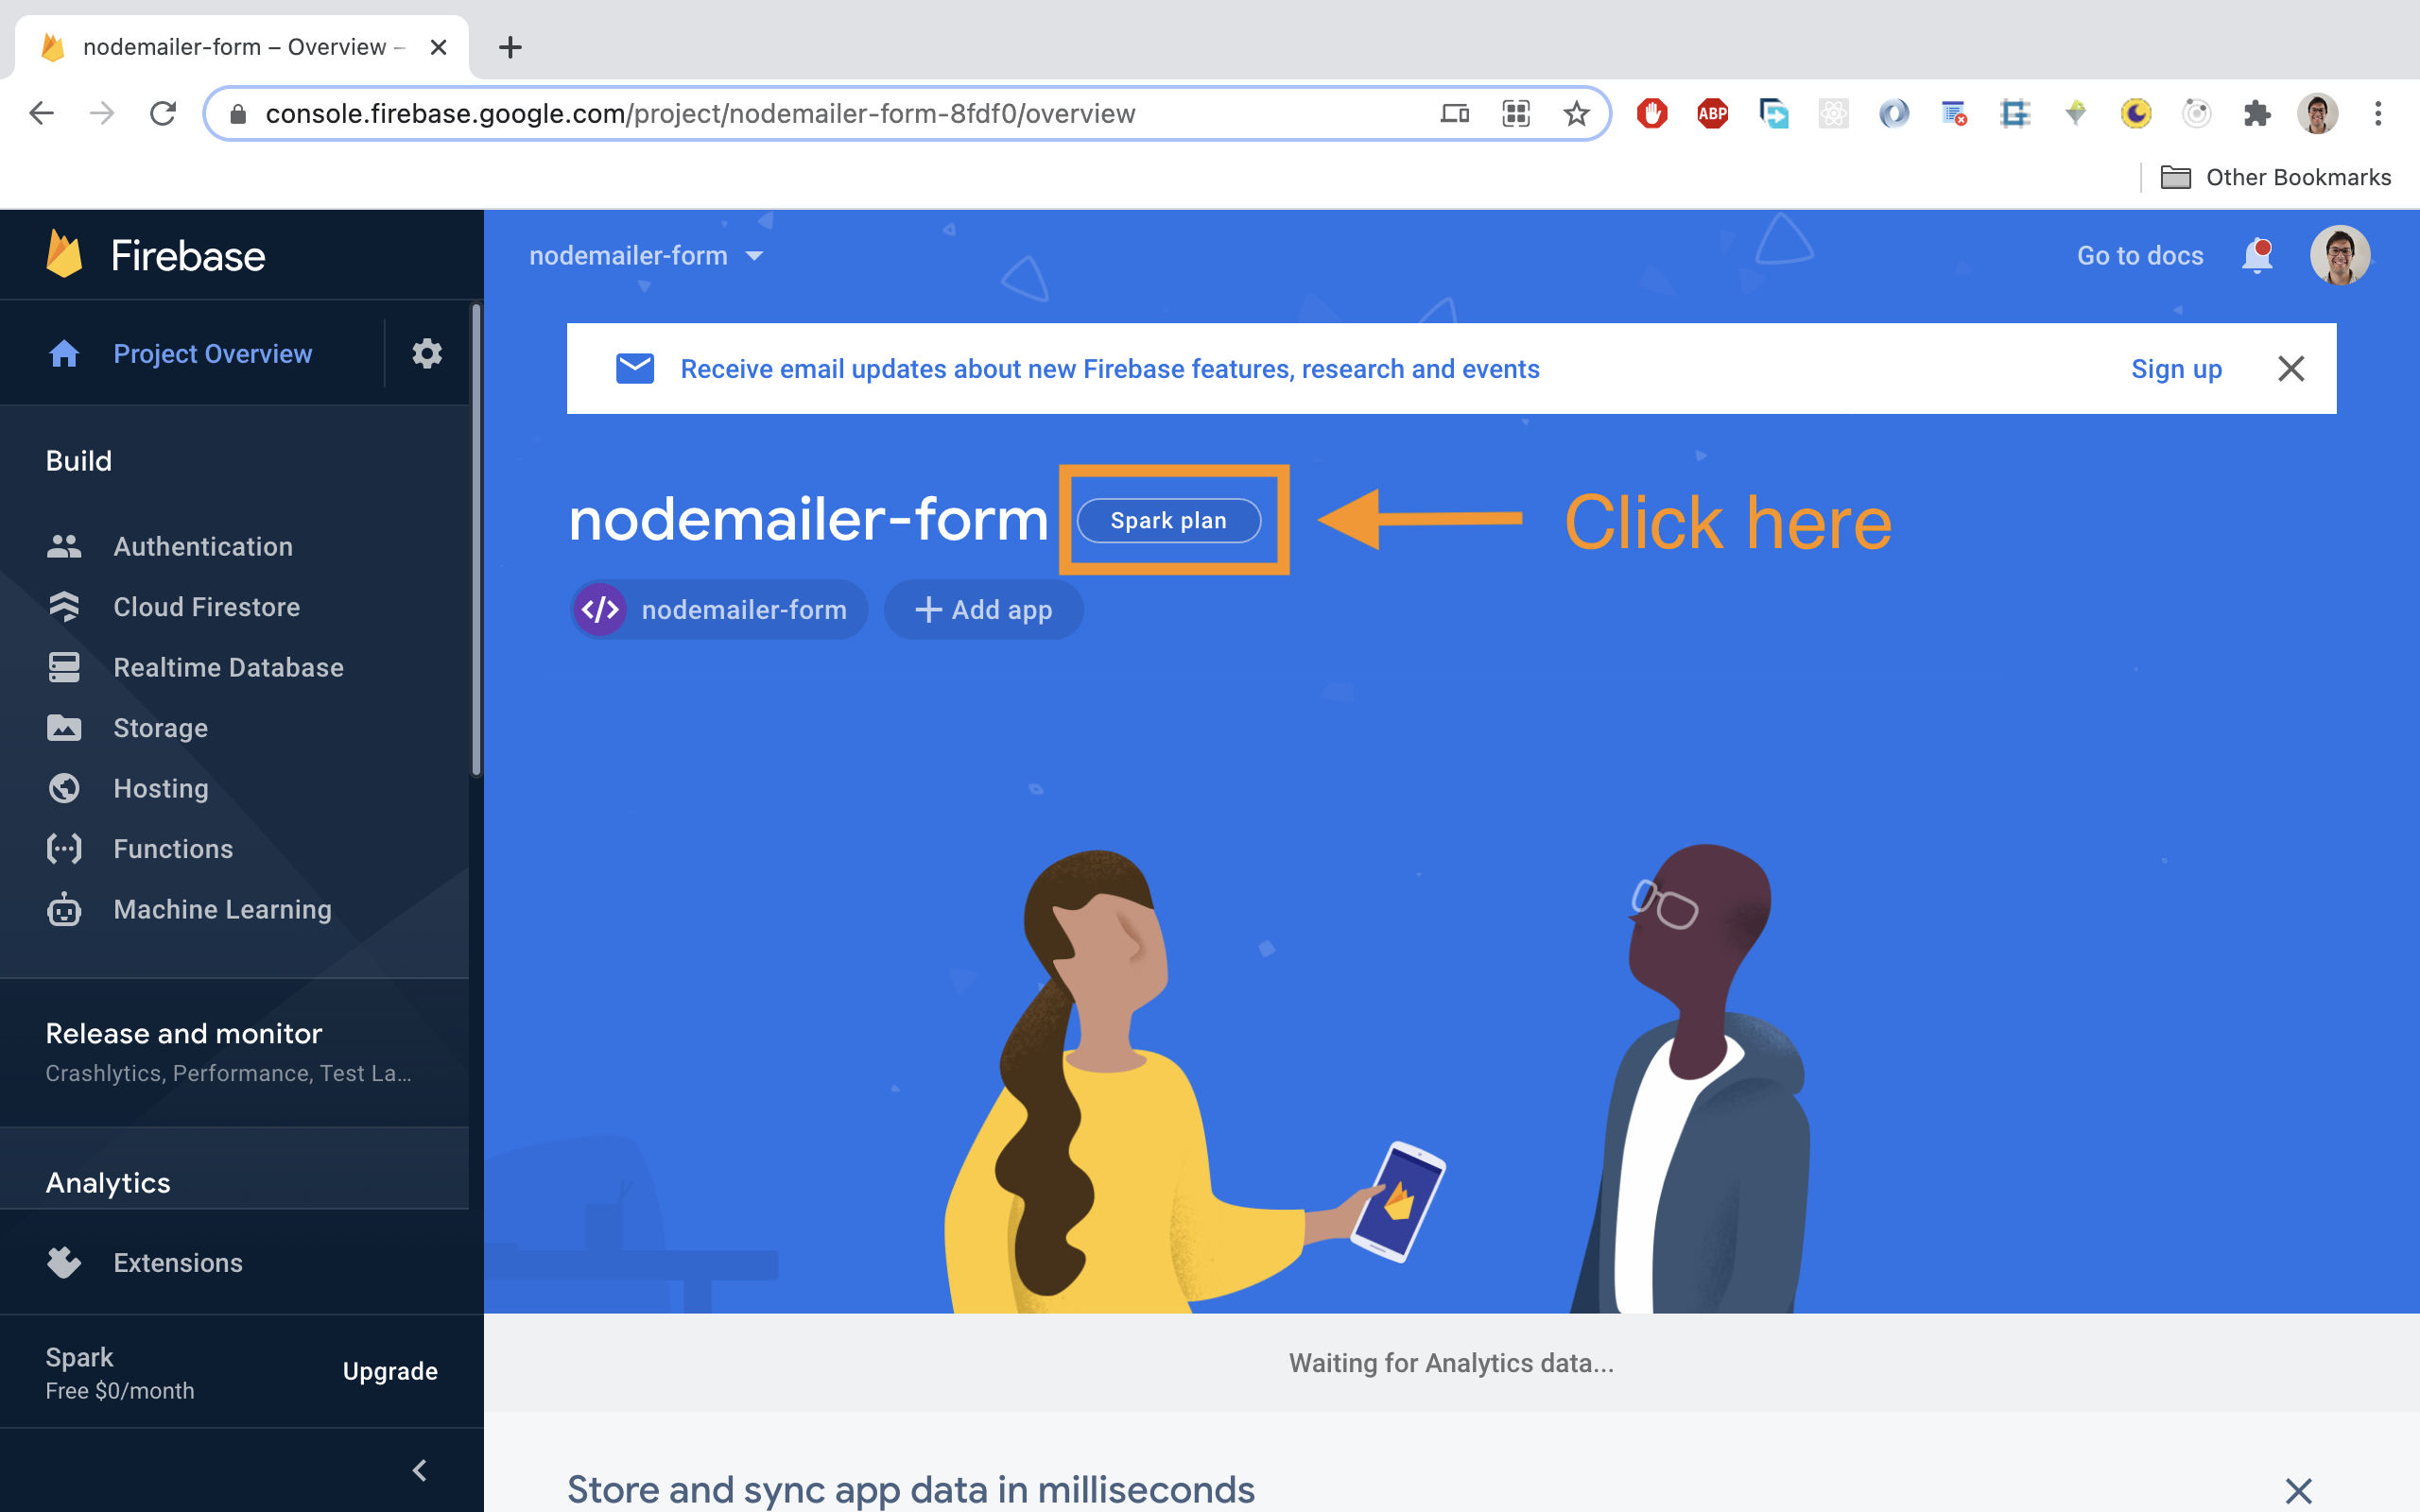 nodemailer-form – Overview –
console.firebase.google.com/project/nodemailer-form-8fdf0/overview
ABP
Other Bookmarks
Firebase
nodemailer-form
Go to docs
Project Overview
Receive email updates about new Firebase features, research and events
Sign up
Build
nodemailer-form
Spark plan
Click here
nodemailer-form
Add app
Authentication
Cloud Firestore
Realtime Database
Storage
Hosting
Functions
Machine Learning
Release and monitor
Crashlytics, Performance, Test La...
Analytics
Extensions
Spark
Free $0/month
Upgrade
Waiting for Analytics data...
Store and sync app data in milliseconds